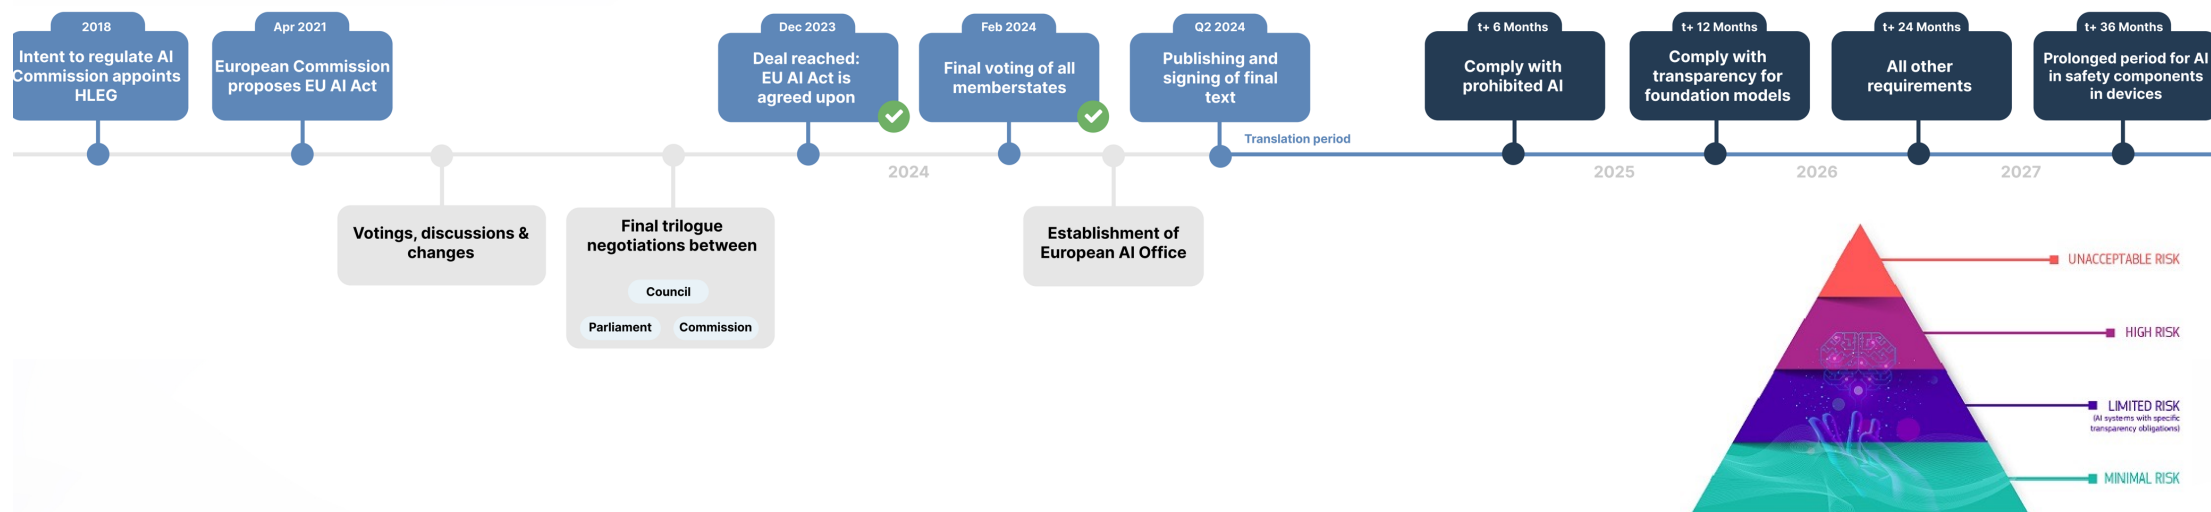 2018
Intent to regulate AI
Commission appoints
HLEG
Apr 2021
European Commission
proposes EU AI Act
Dec 2023
Deal reached:
EU AI Act is
agreed upon
Feb 2024
Final voting of all
memberstates
Q2 2024
Publishing and
signing of final
text
t+ 6 Months
Comply with
prohibited AI
t+ 12 Months
Comply with
transparency for
foundation models
t+ 24 Months
All other
requirements
t+ 36 Months
Prolonged period for AI
in safety components
in devices
Translation period
2024
2025
2026
2027
Votings, discussions &
changes
Final trilogue
negotiations between
Council
Parliament
Commission
Establishment of
European AI Office
UNACCEPTABLE RISK
HIGH RISK
LIMITED RISK
(AI systems with specific
transparency obligations)
MINIMAL RISK